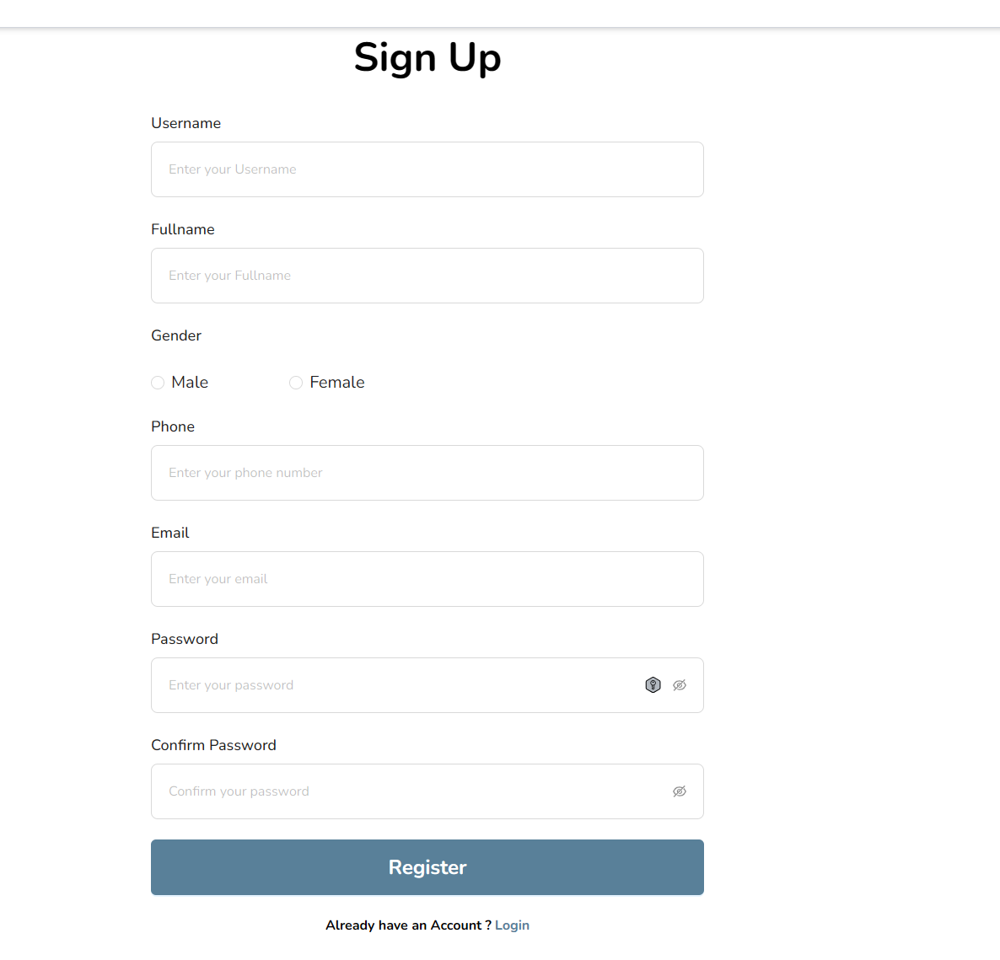 Sign Up
Username
Enter your Username
Fullname
Enter your Fullname
Gender
Male Female
Phone
Enter your phone number
Email
Enter your email
Password
Enter your password
Confirm Password
Confirm your password
Register
Already have an Account ? Login